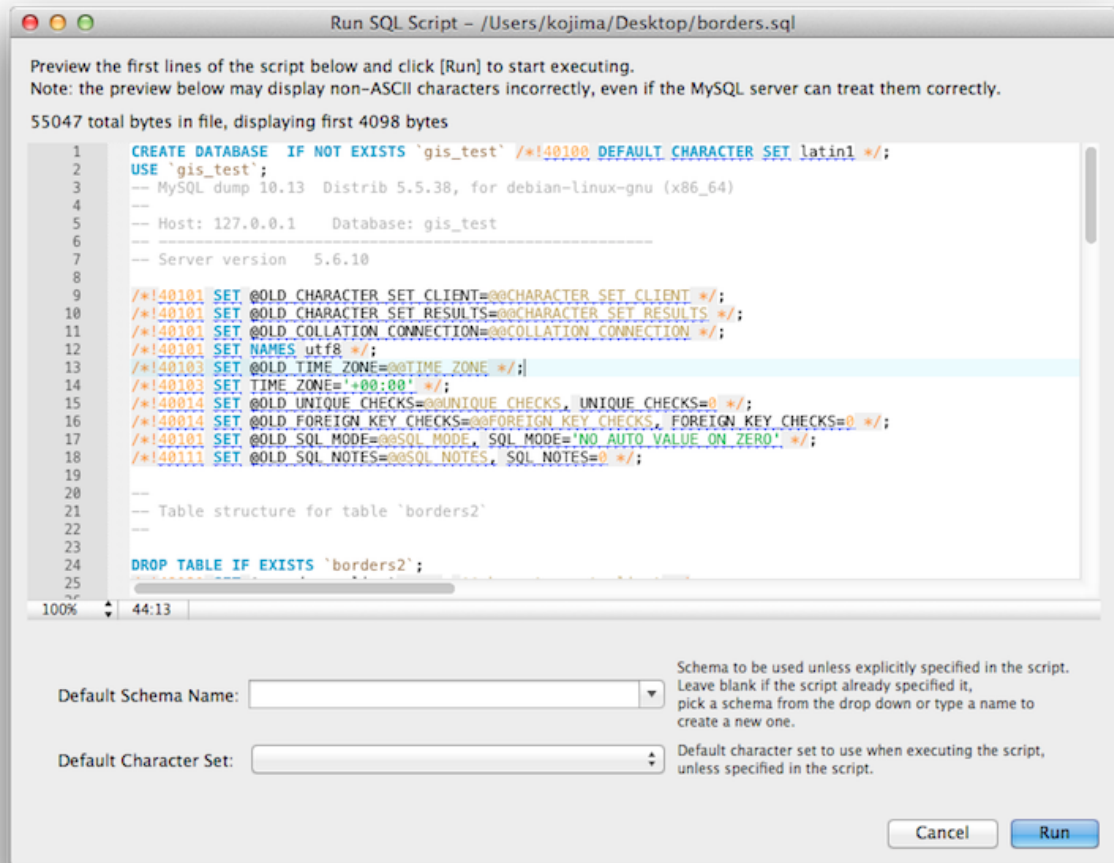 Run SQL Script – /Users/kojima/Desktop/borders.sql
Preview the first lines of the script below and click [Run] to start executing.
Note: the preview below may display non-ASCII characters incorrectly, even if the MySQL server can treat them correctly.
55047 total bytes in file, displaying first 4098 bytes
1 CREATE DATABASE  IF NOT EXISTS `gis_test` /*!40100 DEFAULT CHARACTER SET latin1 */;
2 USE `gis_test`;
3 -- MySQL dump 10.13  Distrib 5.5.38, for debian-linux-gnu (x86_64)
4 --
5 -- Host: 127.0.0.1    Database: gis_test
6 -- ------------------------------------------------------
7 -- Server version   5.6.10
8
9 /*!40101 SET @OLD_CHARACTER_SET_CLIENT=@@CHARACTER_SET_CLIENT */;
10 /*!40101 SET @OLD_CHARACTER_SET_RESULTS=@@CHARACTER_SET_RESULTS */;
11 /*!40101 SET @OLD_COLLATION_CONNECTION=@@COLLATION_CONNECTION */;
12 /*!40101 SET NAMES utf8 */;
13 /*!40103 SET @OLD_TIME_ZONE=@@TIME_ZONE */;
14 /*!40103 SET TIME_ZONE='+00:00' */;
15 /*!40014 SET @OLD_UNIQUE_CHECKS=@@UNIQUE_CHECKS, UNIQUE_CHECKS=0 */;
16 /*!40014 SET @OLD_FOREIGN_KEY_CHECKS=@@FOREIGN_KEY_CHECKS, FOREIGN_KEY_CHECKS=0 */;
17 /*!40101 SET @OLD_SQL_MODE=@@SQL_MODE, SQL_MODE='NO_AUTO_VALUE_ON_ZERO' */;
18 /*!40111 SET @OLD_SQL_NOTES=@@SQL_NOTES, SQL_NOTES=0 */;
19
20 --
21 -- Table structure for table `borders2`
22 --
23
24 DROP TABLE IF EXISTS `borders2`;
25
100% 44:13
Default Schema Name:
Schema to be used unless explicitly specified in the script.
Leave blank if the script already specified it,
pick a schema from the drop down or type a name to
create a new one.
Default Character Set:
Default character set to use when executing the script,
unless specified in the script.
Cancel Run